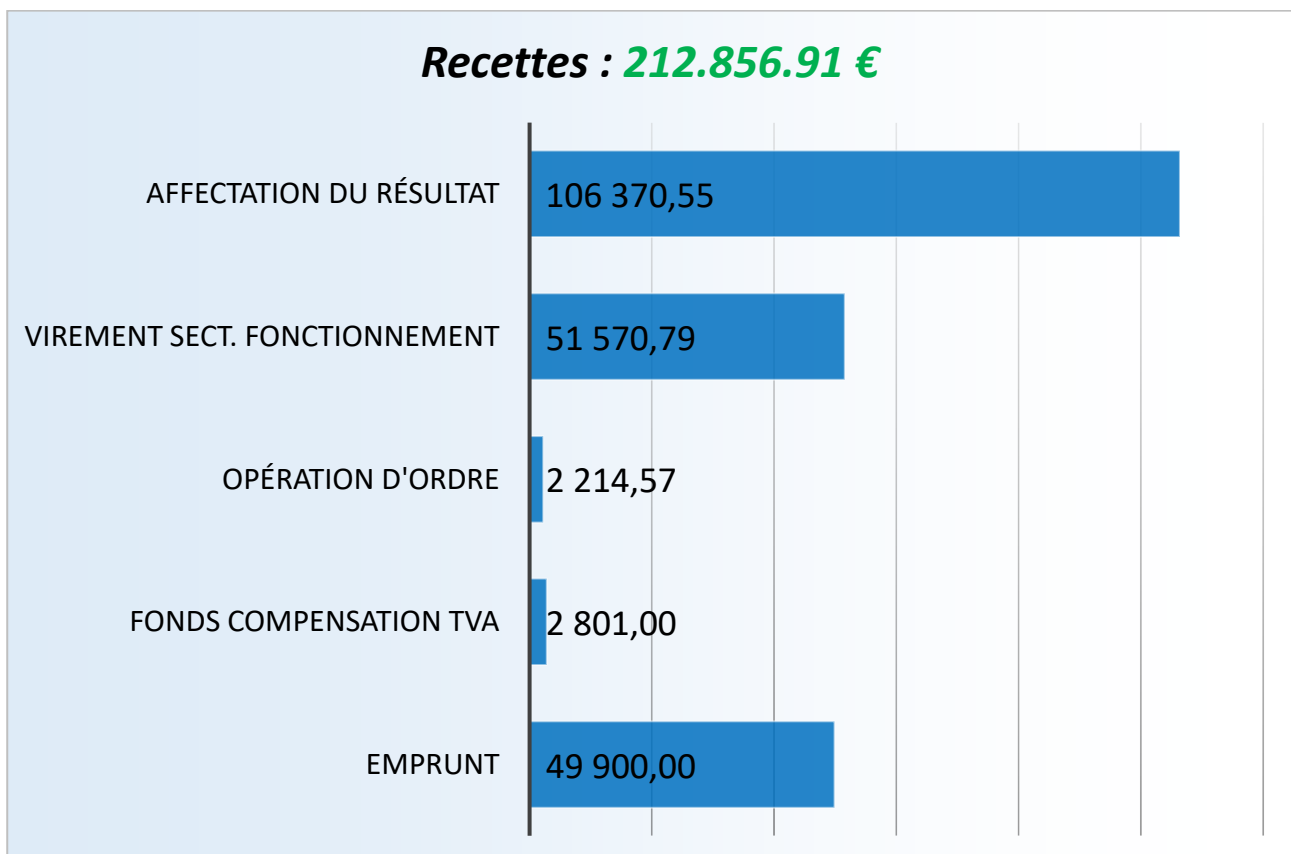 Recettes : 212.856.91 €
AFFECTATION DU RÉSULTAT
106 370,55
VIREMENT SECT. FONCTIONNEMENT
51 570,79
OPÉRATION D'ORDRE
2 214,57
FONDS COMPENSATION TVA
2 801,00
EMPRUNT
49 900,00